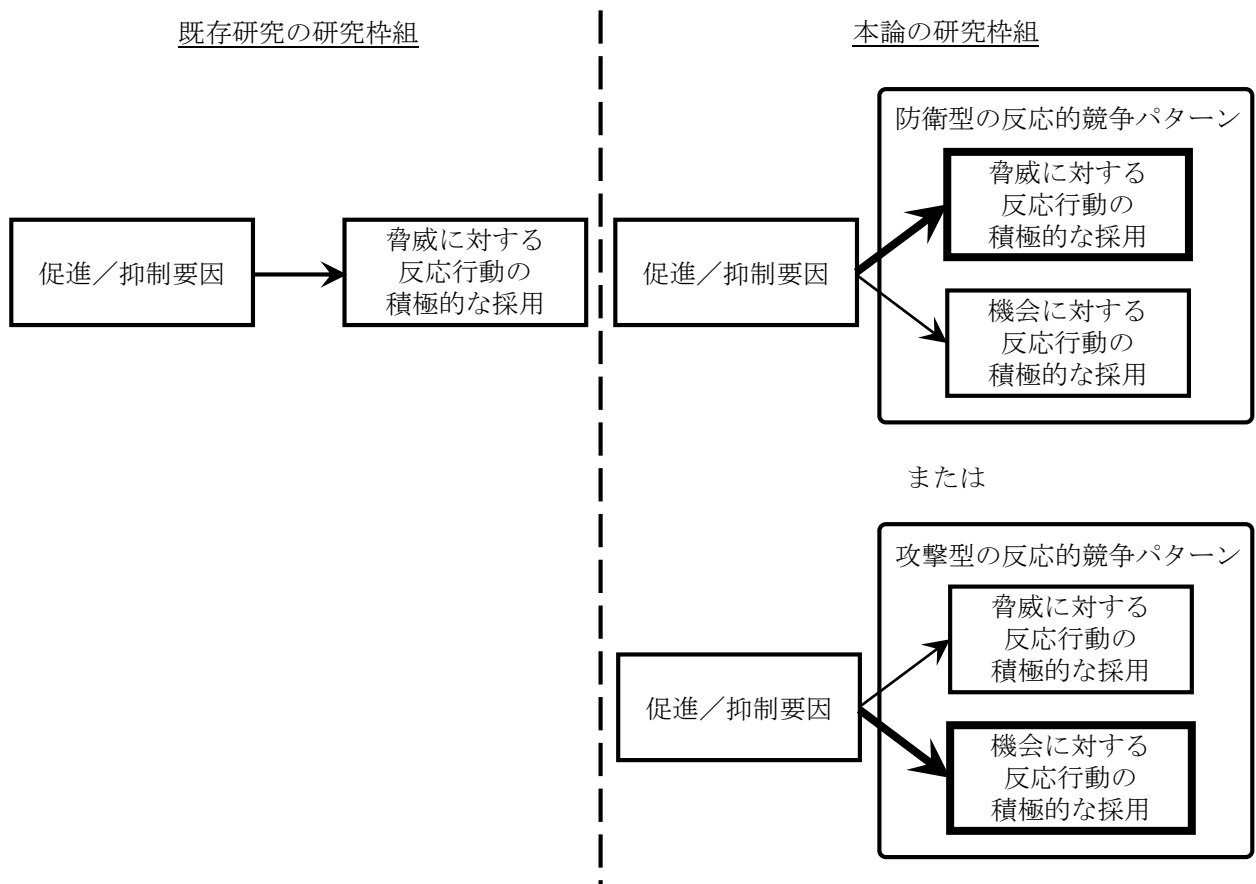 既存研究の研究枠組
促進／抑制要因
脅威に対する
反応行動の
積極的な採用
本論の研究枠組
促進／抑制要因
防衛型の反応的競争パターン
脅威に対する
反応行動の
積極的な採用
機会に対する
反応行動の
積極的な採用
または
促進／抑制要因
攻撃型の反応的競争パターン
脅威に対する
反応行動の
積極的な採用
機会に対する
反応行動の
積極的な採用